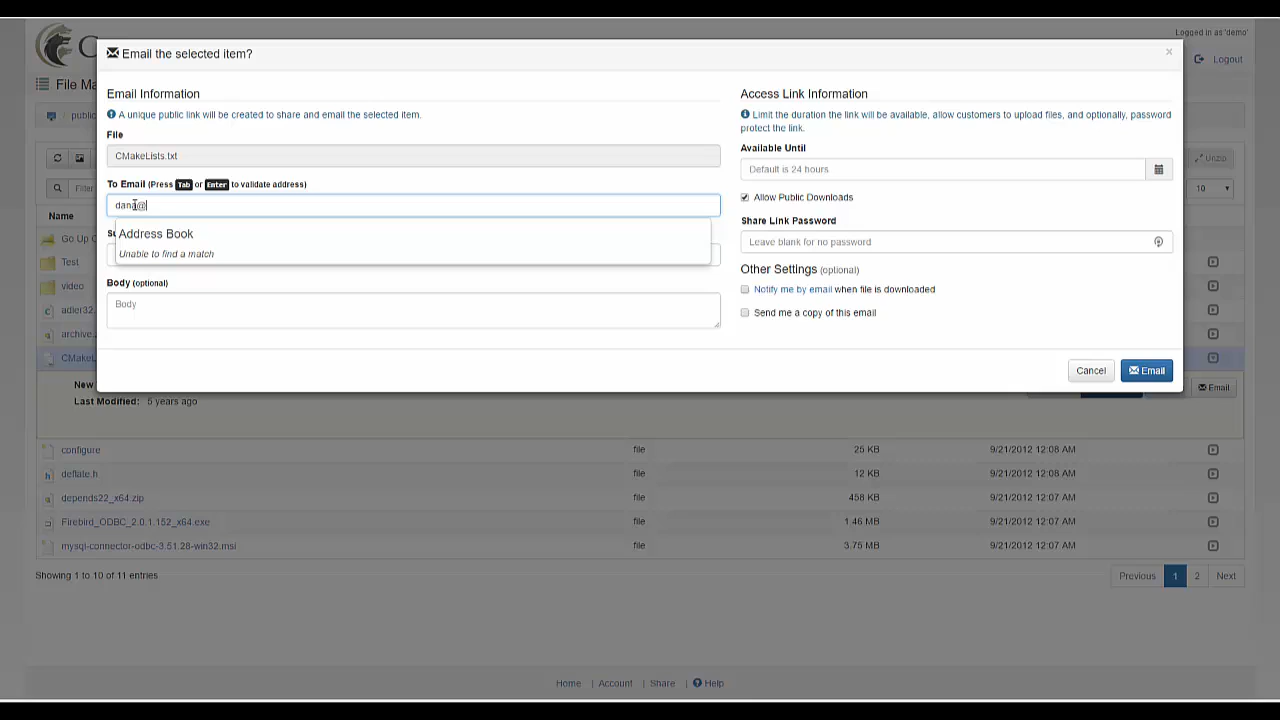 C
Logged in as 'demo'
Logout
File Ma
public
Email the selected item?
×
Email Information
A unique public link will be created to share and email the selected item.
File
CMakeLists.txt
To Email (Press Tab or Enter to validate address)
dana@
Address Book
Unable to find a match
Su
Body (optional)
Body
Access Link Information
Limit the duration the link will be available, allow customers to upload files, and optionally, password
protect the link.
Available Until
Default is 24 hours
Allow Public Downloads
Share Link Password
Leave blank for no password
Other Settings (optional)
Notify me by email when file is downloaded
Send me a copy of this email
Cancel
Email
Unzip
Filter
10
Name
Go Up O
Test
video
adler32.
archive.
CMakeL
New
Last Modified: 5 years ago
Email
configure file 25 KB 9/21/2012 12:08 AM
deflate.h file 12 KB 9/21/2012 12:08 AM
depends22_x64.zip file 458 KB 9/21/2012 12:07 AM
Firebird_ODBC_2.0.1.152_x64.exe file 1.46 MB 9/21/2012 12:07 AM
mysql-connector-odbc-3.51.28-win32.msi file 3.75 MB 9/21/2012 12:07 AM
Showing 1 to 10 of 11 entries
Previous 1 2 Next
Home | Account | Share | Help